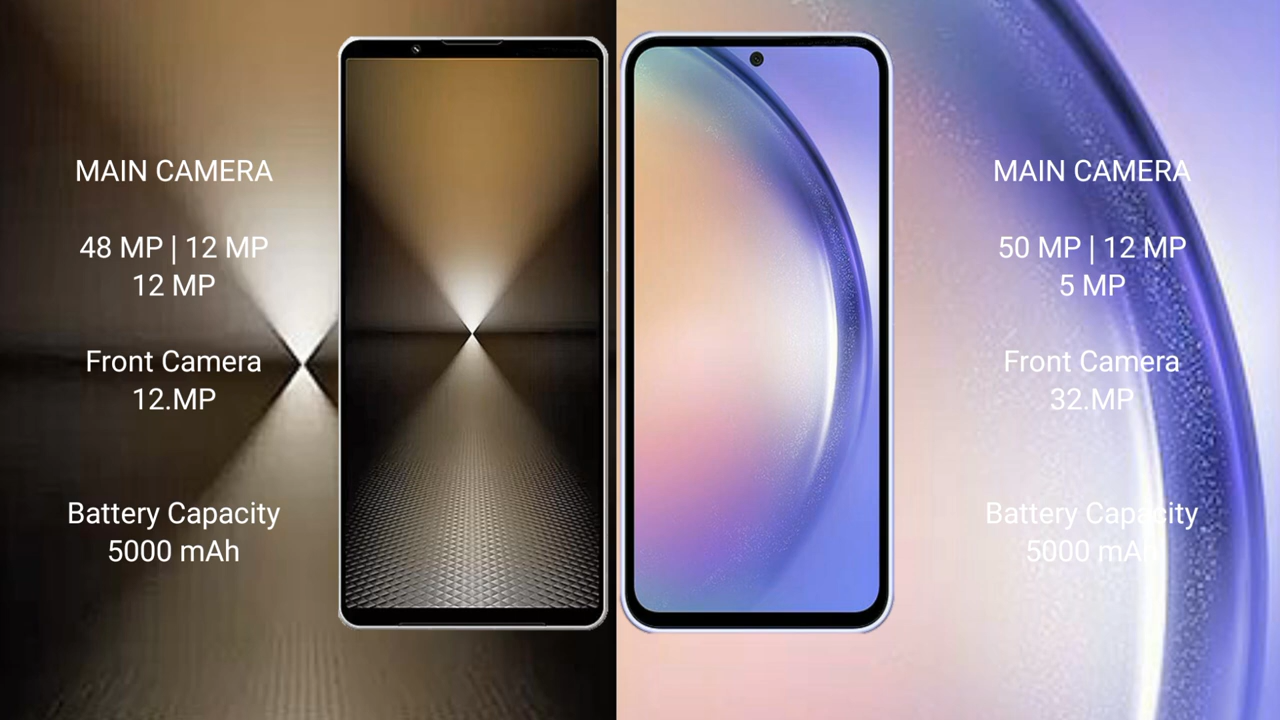 MAIN CAMERA
48 MP | 12 MP
12 MP
Front Camera
12.MP
Battery Capacity
5000 mAh
MAIN CAMERA
50 MP | 12 MP
5 MP
Front Camera
32.MP
Battery Capacity
5000 mAh